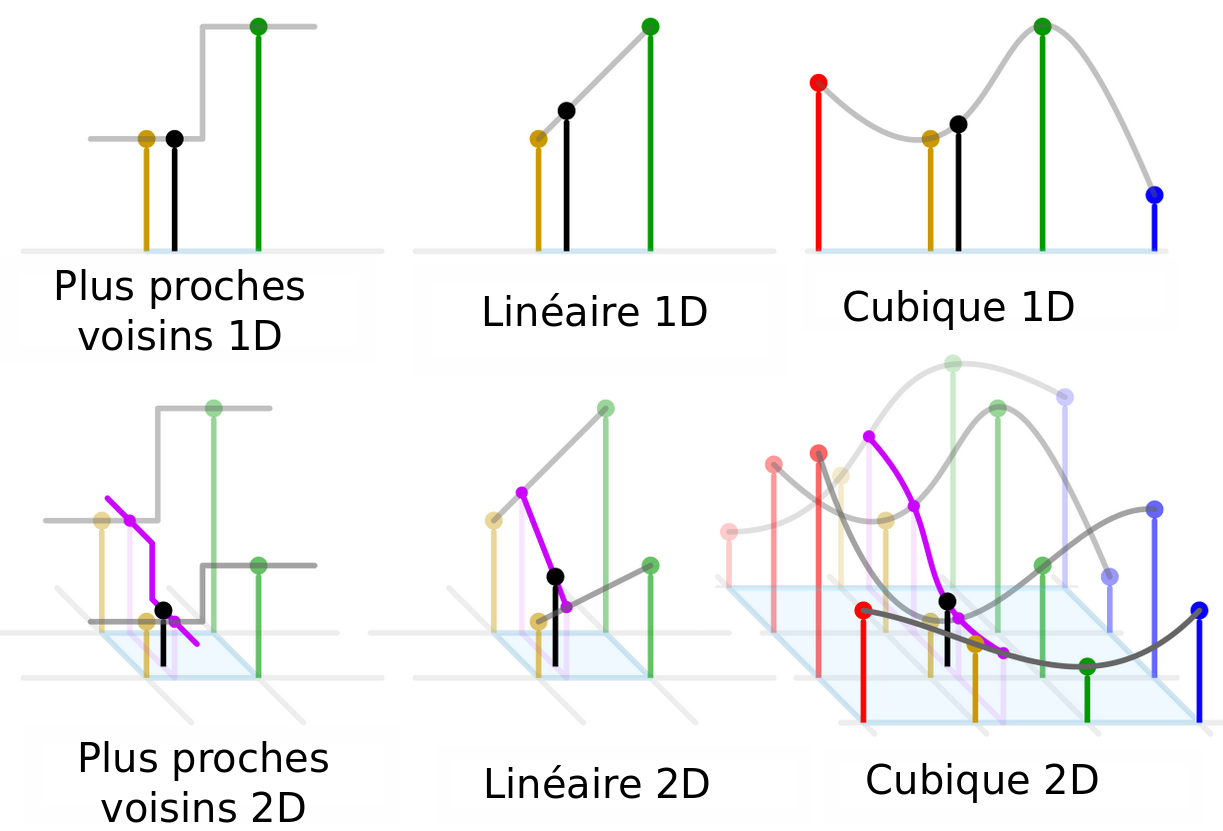 Plus proches
voisins 1D
Linéaire 1D
Cubique 1D
Plus proches
voisins 2D
Linéaire 2D
Cubique 2D